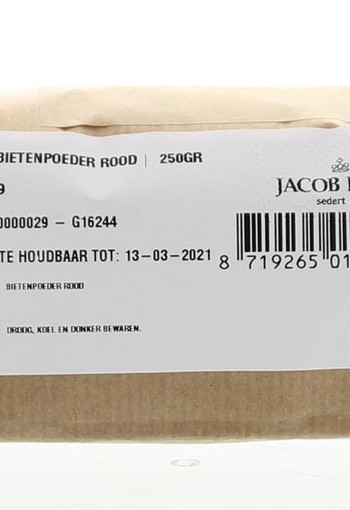 BIETENPOEDER ROOD | 250GR
9
0000029 – G16244
TE HOUDBAAR TOT: 13-03-2021
BIETENPOEDER ROOD
DROOG, KOEL EN DONKER BEWAREN.
JACOB
sedert
8 719265 01